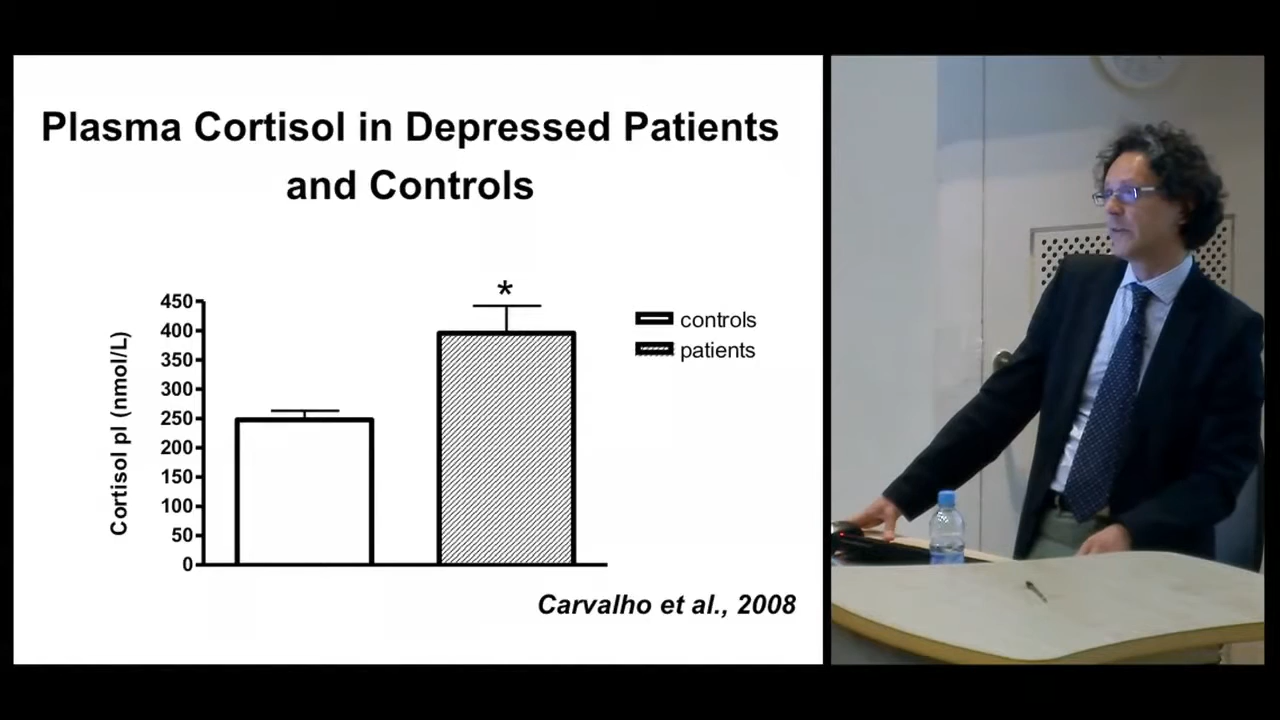 Plasma Cortisol in Depressed Patients
and Controls
*
450
400
350
300
250
200
150
100
50
0
Cortisol pl (nmol/L)
controls
patients
Carvalho et al., 2008